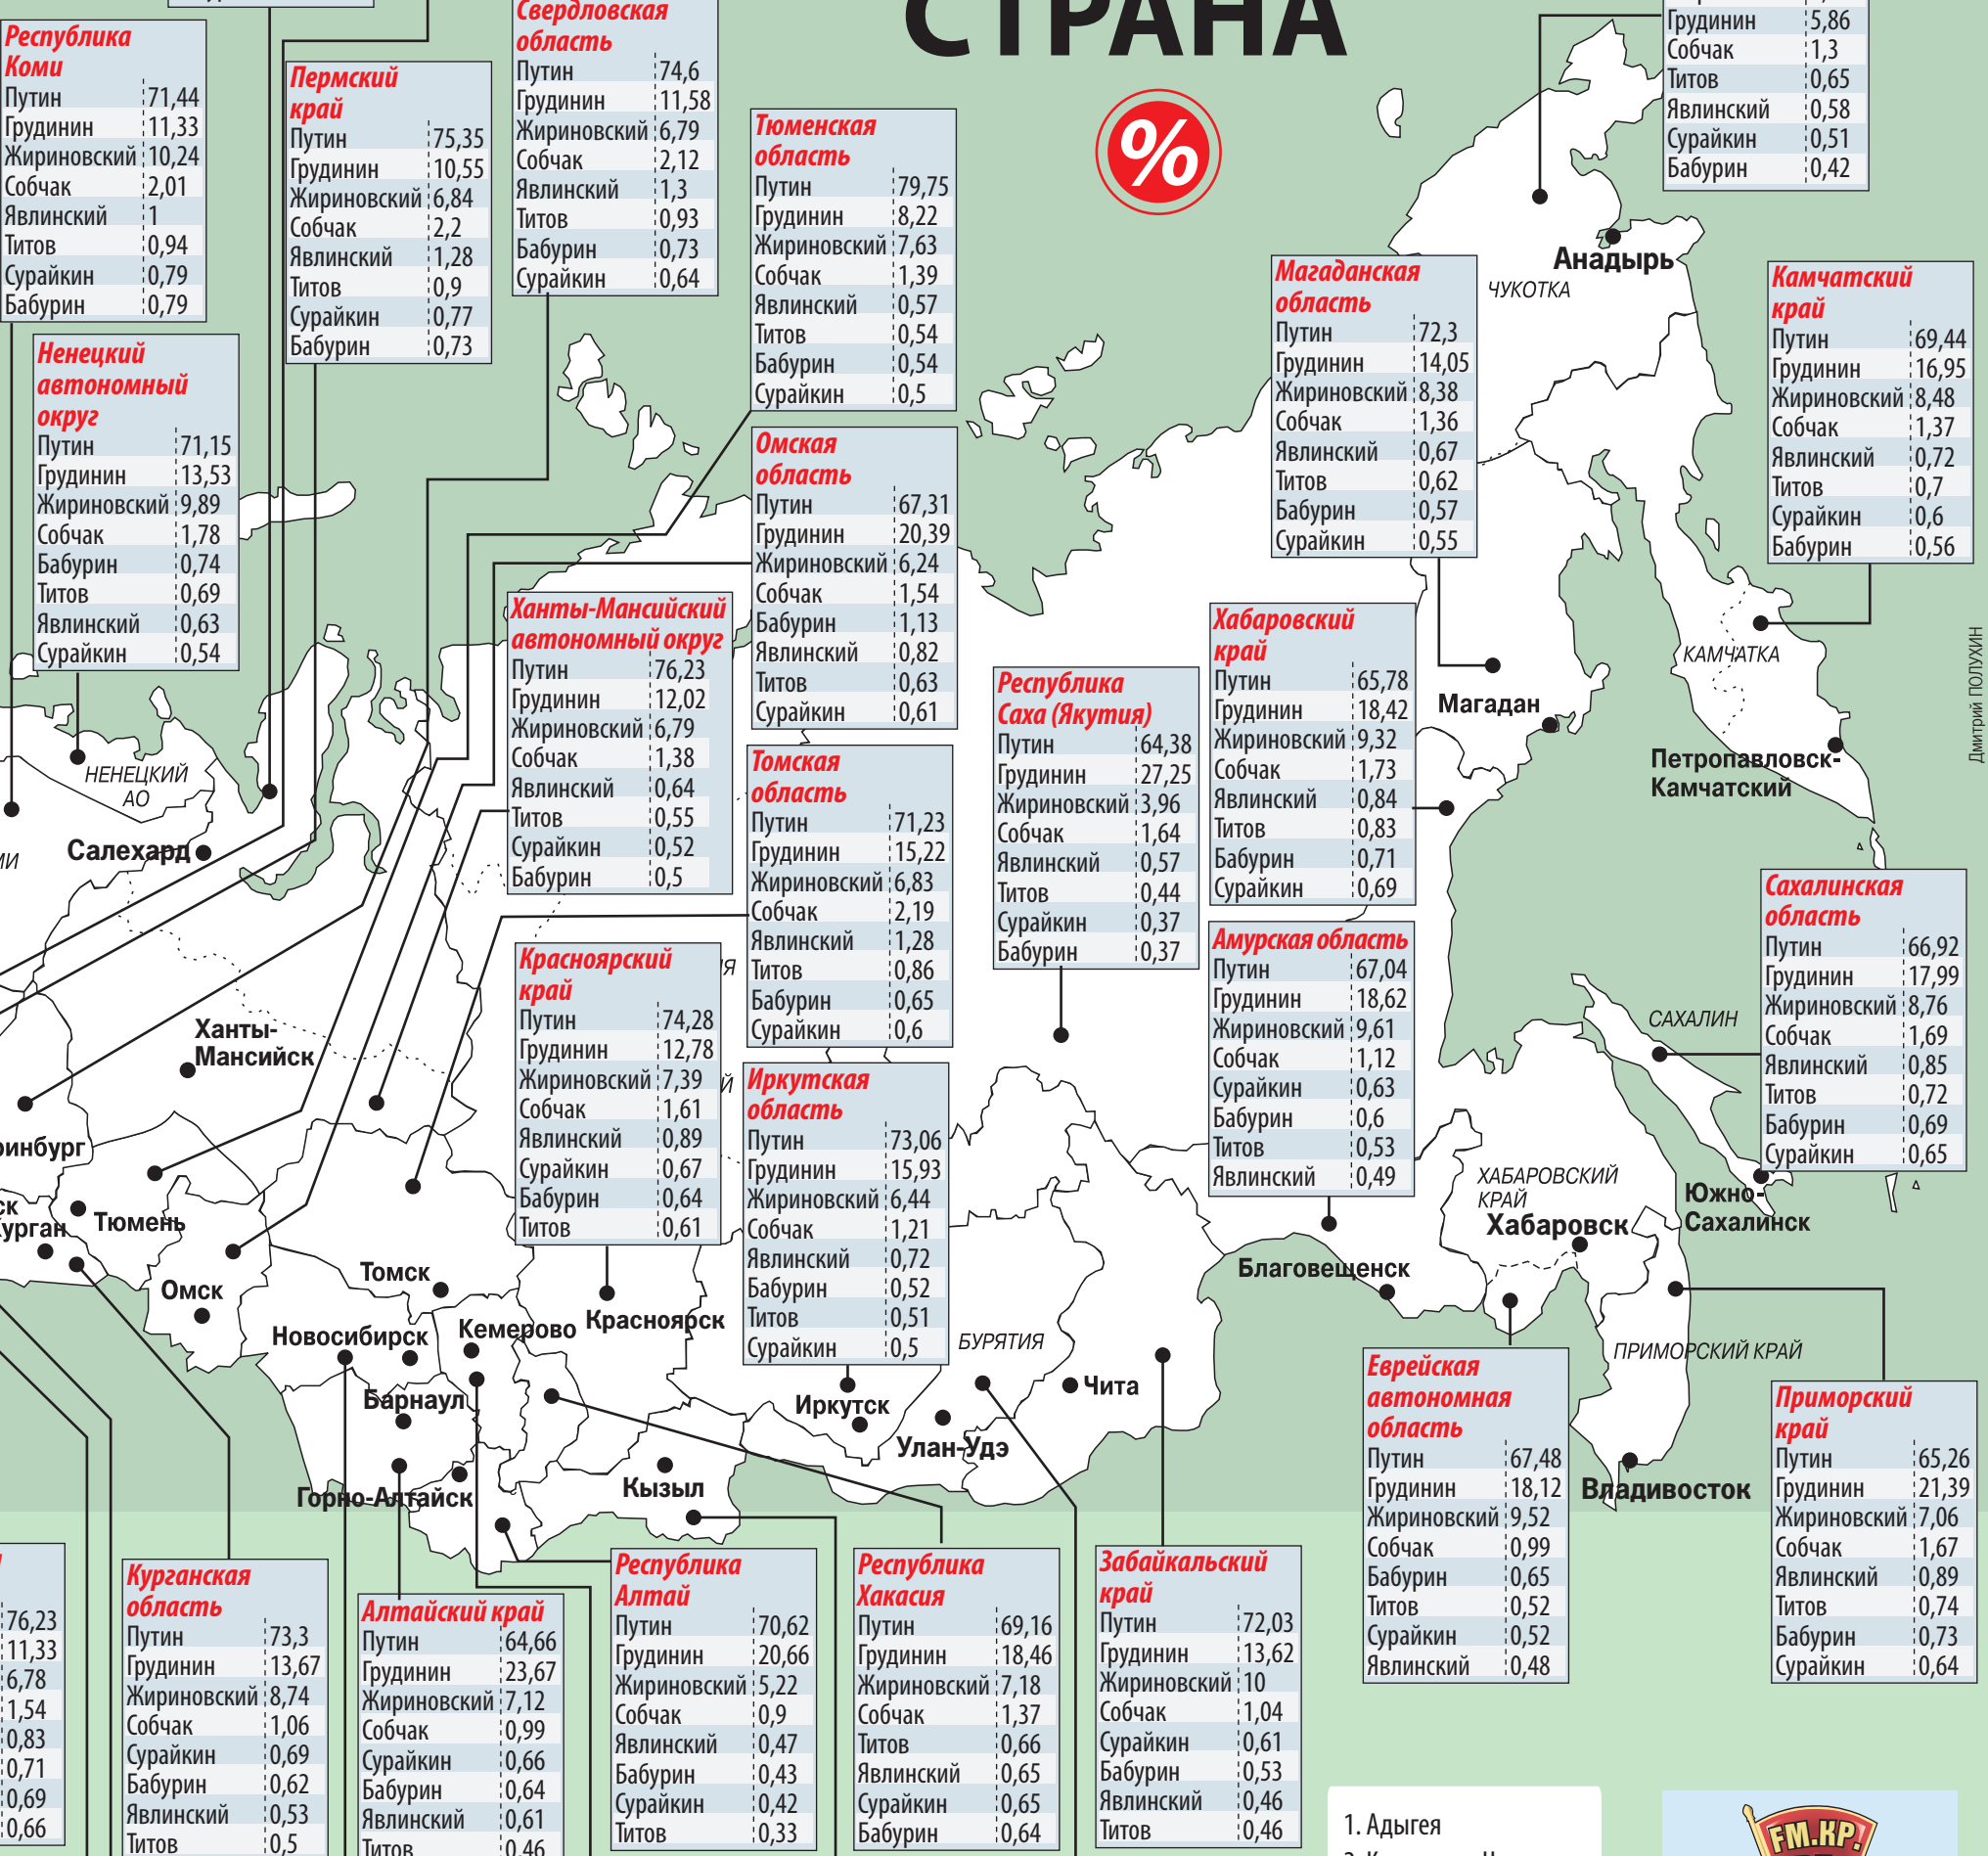 СТРАНА
%
Республика
Коми
Путин 71,44
Грудинин 11,33
Жириновский 10,24
Собчак 2,01
Явлинский 1
Титов 0,94
Сурайкин 0,79
Бабурин 0,79
Ненецкий
автономный
округ
Путин 71,15
Грудинин 13,53
Жириновский 9,89
Собчак 1,78
Бабурин 0,74
Титов 0,69
Явлинский 0,63
Сурайкин 0,54
Пермский
край
Путин 75,35
Грудинин 10,55
Жириновский 6,84
Собчак 2,2
Явлинский 1,28
Титов 0,9
Сурайкин 0,77
Бабурин 0,73
Свердловская
область
Путин 74,6
Грудинин 11,58
Жириновский 6,79
Собчак 2,12
Явлинский 1,3
Титов 0,93
Бабурин 0,73
Сурайкин 0,64
Тюменская
область
Путин 79,75
Грудинин 8,22
Жириновский 7,63
Собчак 1,39
Явлинский 0,57
Титов 0,54
Бабурин 0,54
Сурайкин 0,5
Омская
область
Путин 67,31
Грудинин 20,39
Жириновский 6,24
Собчак 1,54
Бабурин 1,13
Явлинский 0,82
Титов 0,63
Сурайкин 0,61
Ханты-Мансийский
автономный округ
Путин 76,23
Грудинин 12,02
Жириновский 6,79
Собчак 1,38
Явлинский 0,64
Титов 0,55
Сурайкин 0,52
Бабурин 0,5
Томская
область
Путин 71,23
Грудинин 15,22
Жириновский 6,83
Собчак 2,19
Явлинский 1,28
Титов 0,86
Бабурин 0,65
Сурайкин 0,6
Красноярский
край
Путин 74,28
Грудинин 12,78
Жириновский 7,39
Собчак 1,61
Явлинский 0,89
Сурайкин 0,67
Бабурин 0,64
Титов 0,61
Иркутская
область
Путин 73,06
Грудинин 15,93
Жириновский 6,44
Собчак 1,21
Явлинский 0,72
Бабурин 0,52
Титов 0,51
Сурайкин 0,5
Республика
Саха (Якутия)
Путин 64,38
Грудинин 27,25
Жириновский 3,96
Собчак 1,64
Явлинский 0,57
Титов 0,44
Сурайкин 0,37
Бабурин 0,37
Грудинин 5,86
Собчак 1,3
Титов 0,65
Явлинский 0,58
Сурайкин 0,51
Бабурин 0,42
Магаданская
область
Путин 72,3
Грудинин 14,05
Жириновский 8,38
Собчак 1,36
Явлинский 0,67
Титов 0,62
Бабурин 0,57
Сурайкин 0,55
Камчатский
край
Путин 69,44
Грудинин 16,95
Жириновский 8,48
Собчак 1,37
Явлинский 0,72
Титов 0,7
Сурайкин 0,6
Бабурин 0,56
Хабаровский
край
Путин 65,78
Грудинин 18,42
Жириновский 9,32
Собчак 1,73
Явлинский 0,84
Титов 0,83
Бабурин 0,71
Сурайкин 0,69
Амурская область
Путин 67,04
Грудинин 18,62
Жириновский 9,61
Собчак 1,12
Сурайкин 0,63
Бабурин 0,6
Титов 0,53
Явлинский 0,49
Сахалинская
область
Путин 66,92
Грудинин 17,99
Жириновский 8,76
Собчак 1,69
Явлинский 0,85
Титов 0,72
Бабурин 0,69
Сурайкин 0,65
Еврейская
автономная
область
Путин 67,48
Грудинин 18,12
Жириновский 9,52
Собчак 0,99
Бабурин 0,65
Титов 0,52
Сурайкин 0,52
Явлинский 0,48
Приморский
край
Путин 65,26
Грудинин 21,39
Жириновский 7,06
Собчак 1,67
Явлинский 0,89
Титов 0,74
Бабурин 0,73
Сурайкин 0,64
76,23
11,33
6,78
1,54
0,83
0,71
0,69
0,66
Курганская
область
Путин 73,3
Грудинин 13,67
Жириновский 8,74
Собчак 1,06
Сурайкин 0,69
Бабурин 0,62
Явлинский 0,53
Титов 0,5
Алтайский край
Путин 64,66
Грудинин 23,67
Жириновский 7,12
Собчак 0,99
Сурайкин 0,66
Бабурин 0,64
Явлинский 0,61
Титов 0,46
Республика
Алтай
Путин 70,62
Грудинин 20,66
Жириновский 5,22
Собчак 0,9
Явлинский 0,47
Бабурин 0,43
Сурайкин 0,42
Титов 0,33
Республика
Хакасия
Путин 69,16
Грудинин 18,46
Жириновский 7,18
Собчак 1,37
Титов 0,66
Явлинский 0,65
Сурайкин 0,65
Бабурин 0,64
Забайкальский
край
Путин 72,03
Грудинин 13,62
Жириновский 10
Собчак 1,04
Сурайкин 0,61
Бабурин 0,53
Явлинский 0,46
Титов 0,46
НЕНЕЦКИЙ
АО
Салехард
Ханты-
Мансийск
Тюмень
Омск
Томск
Новосибирск
Кемерово
Красноярск
Барнаул
Горно-Алтайск
Кызыл
Иркутск
Улан-Удэ
БУРЯТИЯ
Чита
Благовещенск
ХАБАРОВСКИЙ
КРАЙ
Хабаровск
ПРИМОРСКИЙ КРАЙ
Владивосток
САХАЛИН
Южно-
Сахалинск
Магадан
Анадырь
ЧУКОТКА
КАМЧАТКА
Петропавловск-
Камчатский
Дмитрий ПОЛУХИН
1. Адыгея
FM.KP.